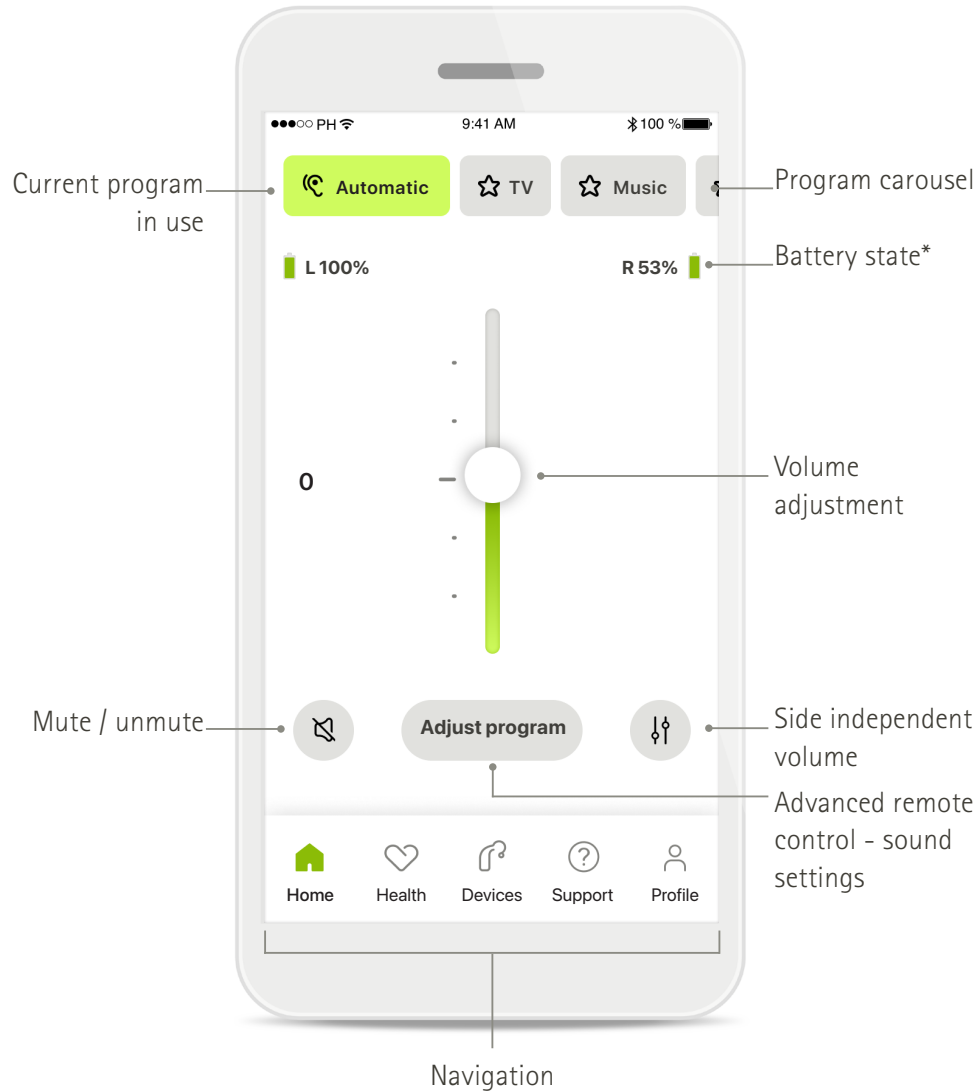 PH 9:41 AM 100 %
Current program
in use
Automatic TV Music
Program carousel
L 100% R 53%
Battery state*
0
Volume
adjustment
Mute / unmute
Adjust program
Side independent
volume
Advanced remote
control - sound
settings
Home Health Devices Support Profile
Navigation